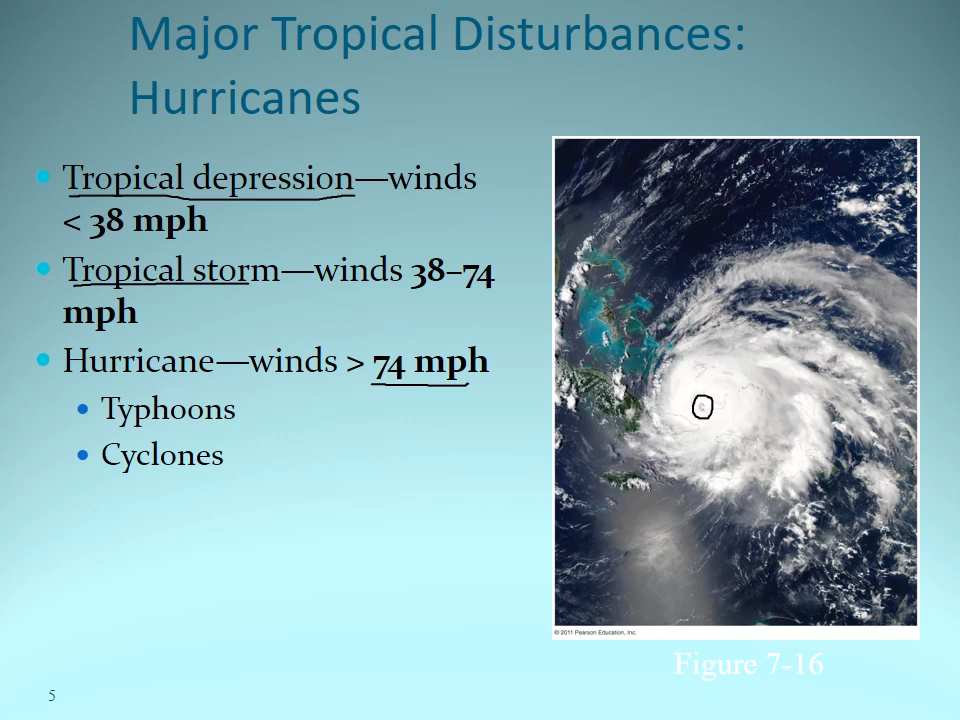 Major Tropical Disturbances:
Hurricanes
Tropical depression—winds
< 38 mph
Tropical storm—winds 38–74
mph
Hurricane—winds > 74 mph
Typhoons
Cyclones
© 2011 Pearson Education, Inc.
Figure 7-16
5